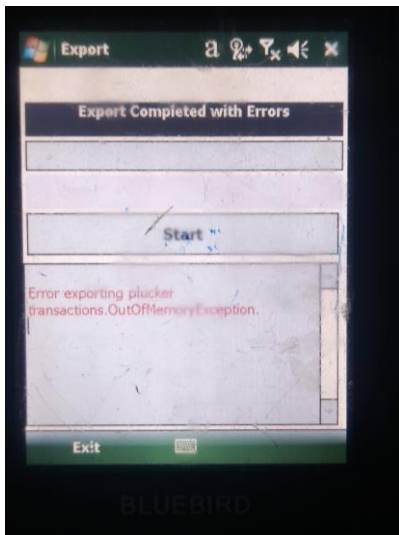 Export
a
Export Completed with Errors
Start
Error exporting plucker
transactions.OutOfMemoryException.
Exit
BLUEBIRD